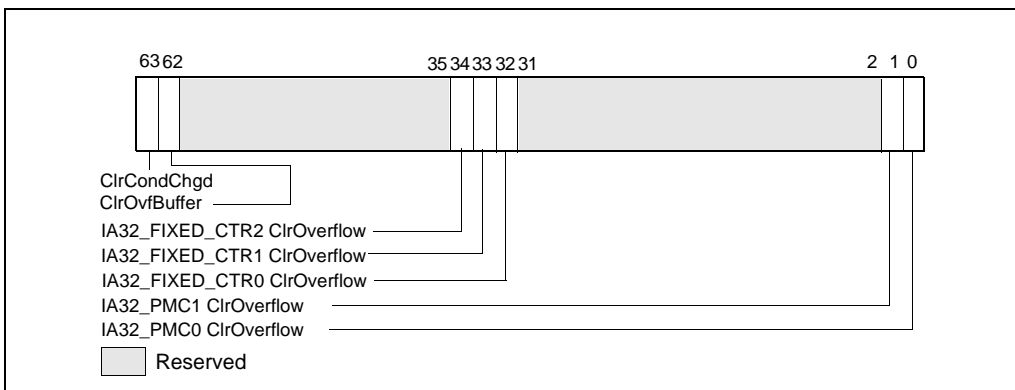 63 62 35 34 33 32 31 2 1 0
ClrCondChgd
ClrOvfBuffer
IA32_FIXED_CTR2 ClrOverflow
IA32_FIXED_CTR1 ClrOverflow
IA32_FIXED_CTR0 ClrOverflow
IA32_PMC1 ClrOverflow
IA32_PMC0 ClrOverflow
Reserved